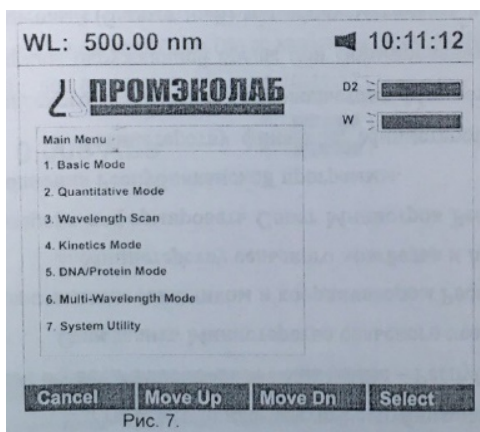 WL: 500.00 nm 10:11:12
ПРОМЭКОЛАБ
D2
W
Main Menu
1. Basic Mode
2. Quantitative Mode
3. Wavelength Scan
4. Kinetics Mode
5. DNA/Protein Mode
6. Multi-Wavelength Mode
7. System Utility
Cancel Move Up Move Dn Select
Рис. 7.